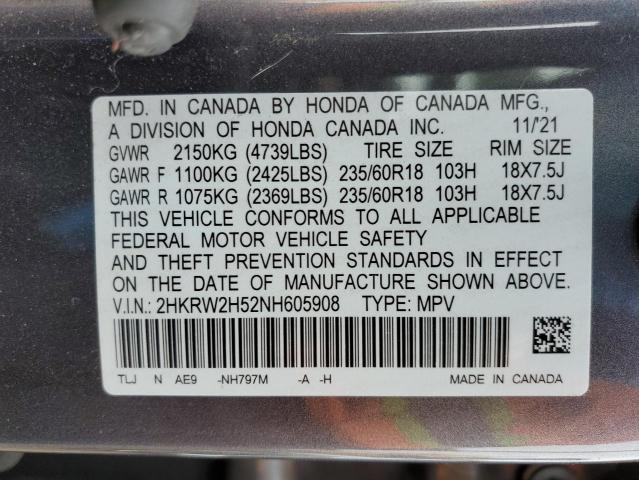 MFD. IN CANADA BY HONDA OF CANADA MFG.,
A DIVISION OF HONDA CANADA INC. 11/'21
GVWR 2150KG (4739LBS) TIRE SIZE RIM SIZE
GAWR F 1100KG (2425LBS) 235/60R18 103H 18X7.5J
GAWR R 1075KG (2369LBS) 235/60R18 103H 18X7.5J
THIS VEHICLE CONFORMS TO ALL APPLICABLE
FEDERAL MOTOR VEHICLE SAFETY
AND THEFT PREVENTION STANDARDS IN EFFECT
ON THE DATE OF MANUFACTURE SHOWN ABOVE.
V.I.N.: 2HKRW2H52NH605908 TYPE: MPV
TLJ N AE9 -NH797M -A -H MADE IN CANADA